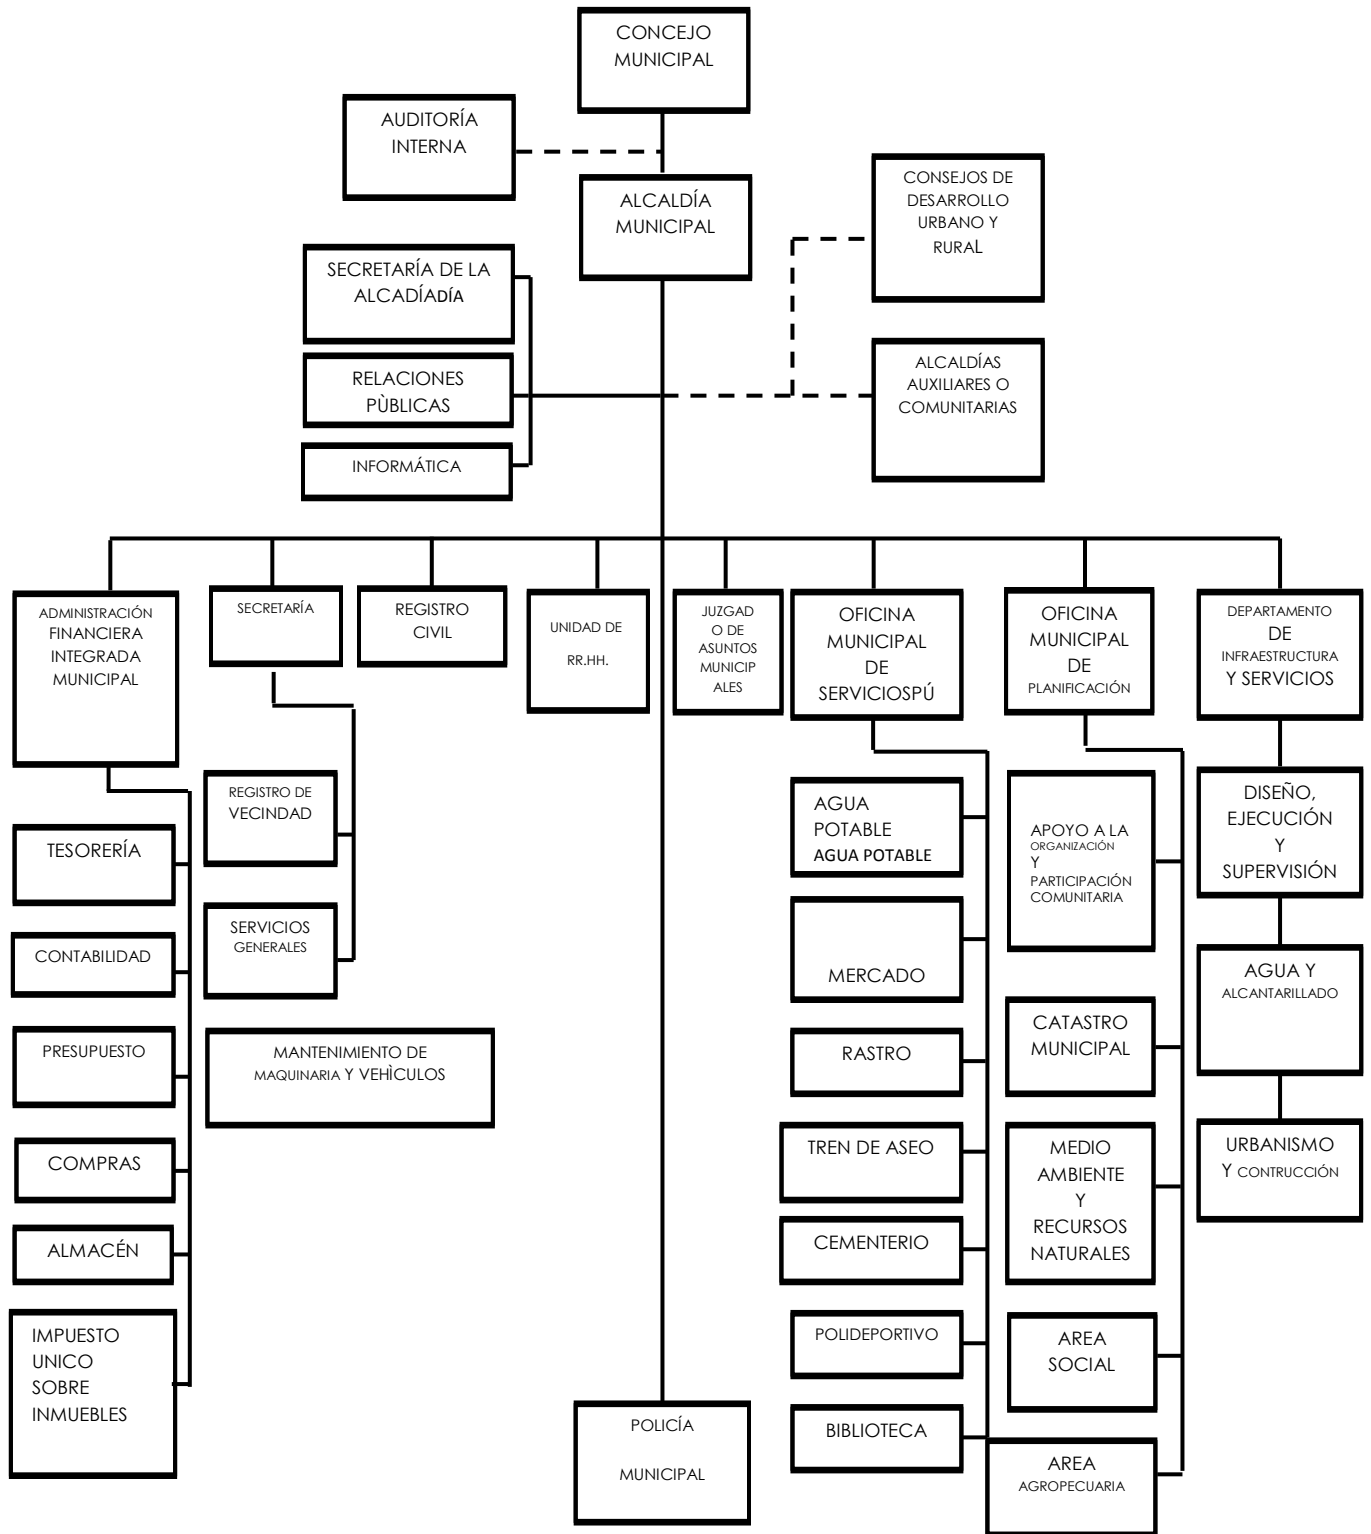 CONCEJO
MUNICIPAL
AUDITORÍA
INTERNA
ALCALDÍA
MUNICIPAL
CONSEJOS DE
DESARROLLO
URBANO Y
RURAL
SECRETARÍA DE LA
ALCADÍADÍA
RELACIONES
PÙBLICAS
INFORMÁTICA
ALCALDÍAS
AUXILIARES O
COMUNITARIAS
ADMINISTRACIÓN
FINANCIERA
INTEGRADA
MUNICIPAL
SECRETARÍA
REGISTRO
CIVIL
UNIDAD DE
RR.HH.
JUZGAD
O DE
ASUNTOS
MUNICIP
ALES
OFICINA
MUNICIPAL
DE
SERVICIOSPÚ
OFICINA
MUNICIPAL
DE
PLANIFICACIÓN
DEPARTAMENTO
DE
INFRAESTRUCTURA
Y SERVICIOS
TESORERÍA
CONTABILIDAD
PRESUPUESTO
COMPRAS
ALMACÉN
IMPUESTO
UNICO
SOBRE
INMUEBLES
REGISTRO DE
VECINDAD
SERVICIOS
GENERALES
MANTENIMIENTO DE
MAQUINARIA Y VEHÌCULOS
POLICÍA
MUNICIPAL
AGUA
POTABLE
AGUA POTABLE
MERCADO
RASTRO
TREN DE ASEO
CEMENTERIO
POLIDEPORTIVO
BIBLIOTECA
APOYO A LA
ORGANIZACIÓN
Y
PARTICIPACIÓN
COMUNITARIA
CATASTRO
MUNICIPAL
MEDIO
AMBIENTE
Y
RECURSOS
NATURALES
AREA
SOCIAL
AREA
AGROPECUARIA
DISEÑO,
EJECUCIÓN
Y
SUPERVISIÓN
AGUA Y
ALCANTARILLADO
URBANISMO
Y CONTRUCCIÓN